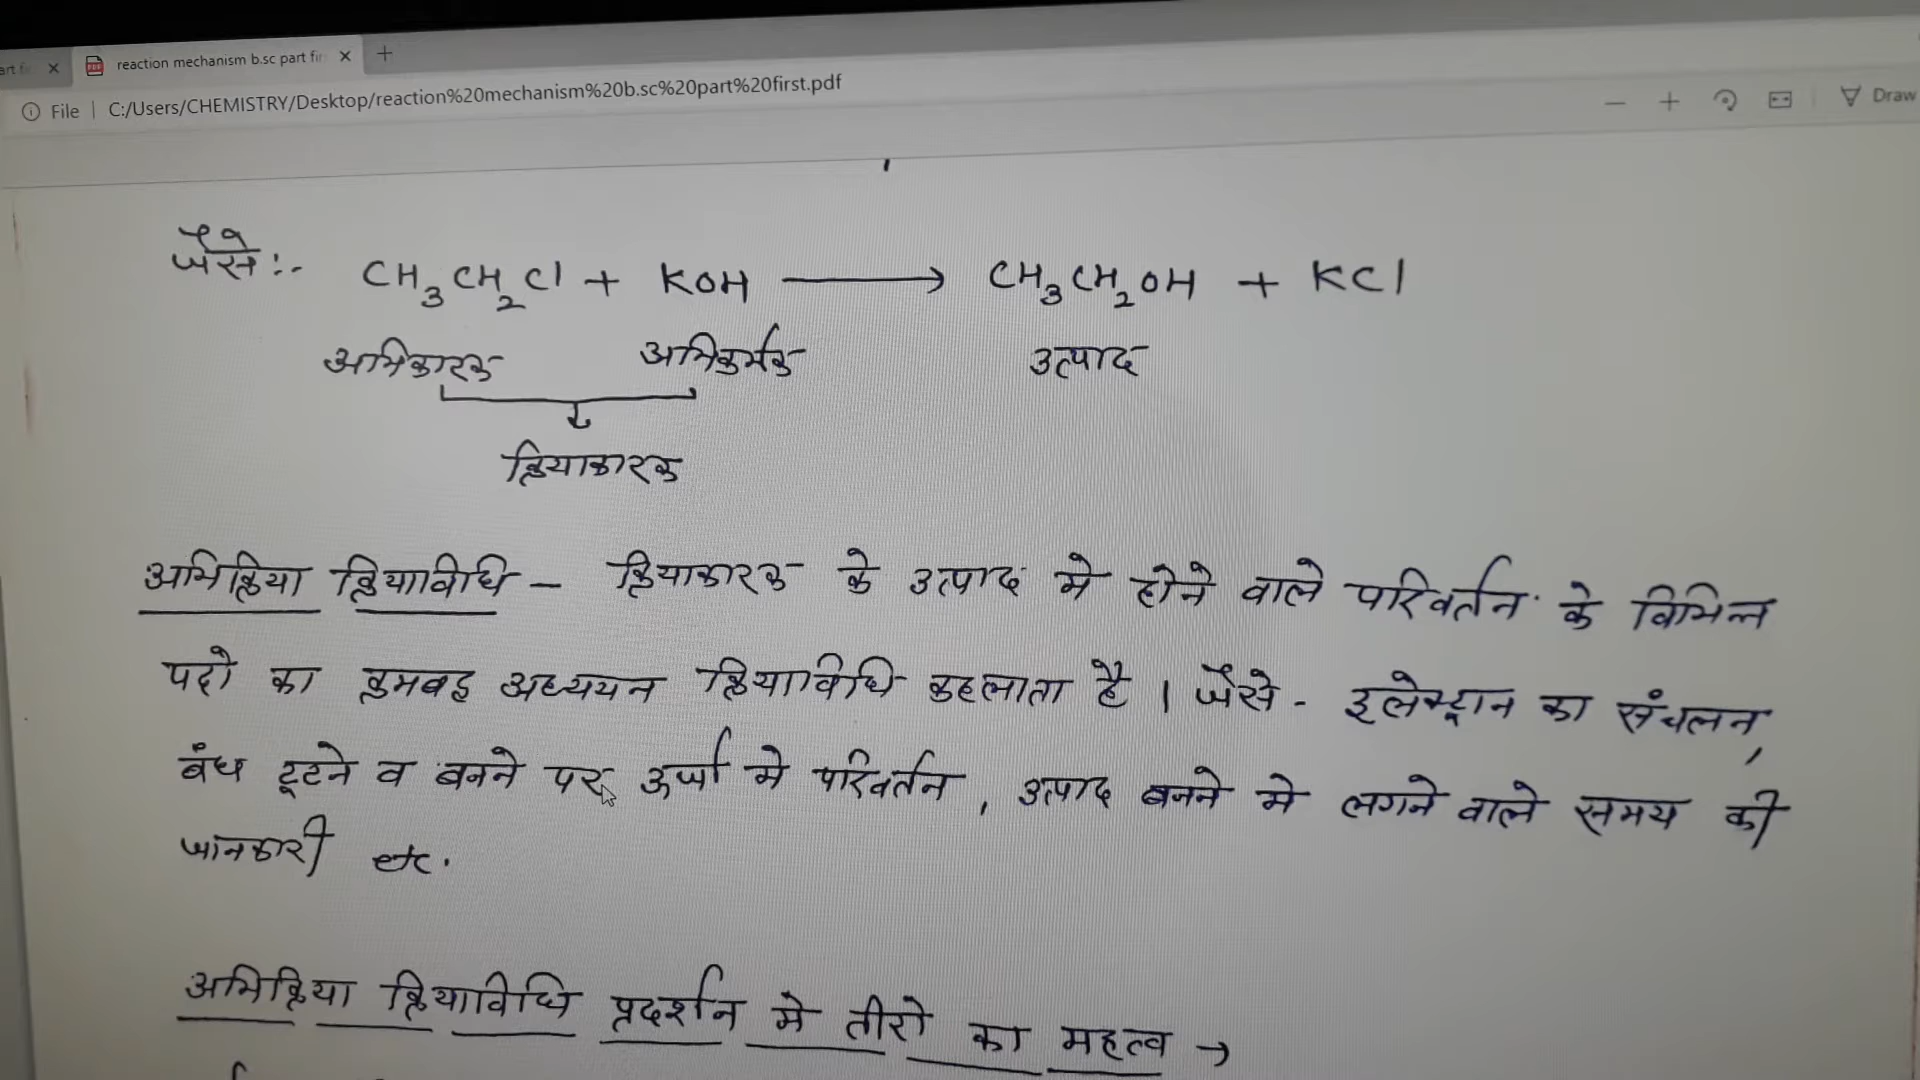 reaction mechanism b.sc part fir
File | C:/Users/CHEMISTRY/Desktop/reaction%20mechanism%20b.sc%20part%20first.pdf
Draw
जैसे:- CH3CH2Cl + KOH ⟶ CH3CH2OH + KCl
अभिकारक अभिकर्मक उत्पाद
क्रियाकारक
अभिक्रिया क्रियाविधि – क्रियाकारक के उत्पाद मे होने वाले परिवर्तन के विभिन्न
पदो का क्रमबद्ध अध्ययन क्रियाविधि कहलाता है । जैसे - इलेक्ट्रान का संचलन,
बंध टूटने व बनने पर ऊर्जा मे परिवर्तन, उत्पाद बनने मे लगने वाले समय की
जानकारी etc.
अभिक्रिया क्रियाविधि प्रदर्शन मे तीरो का महत्व →